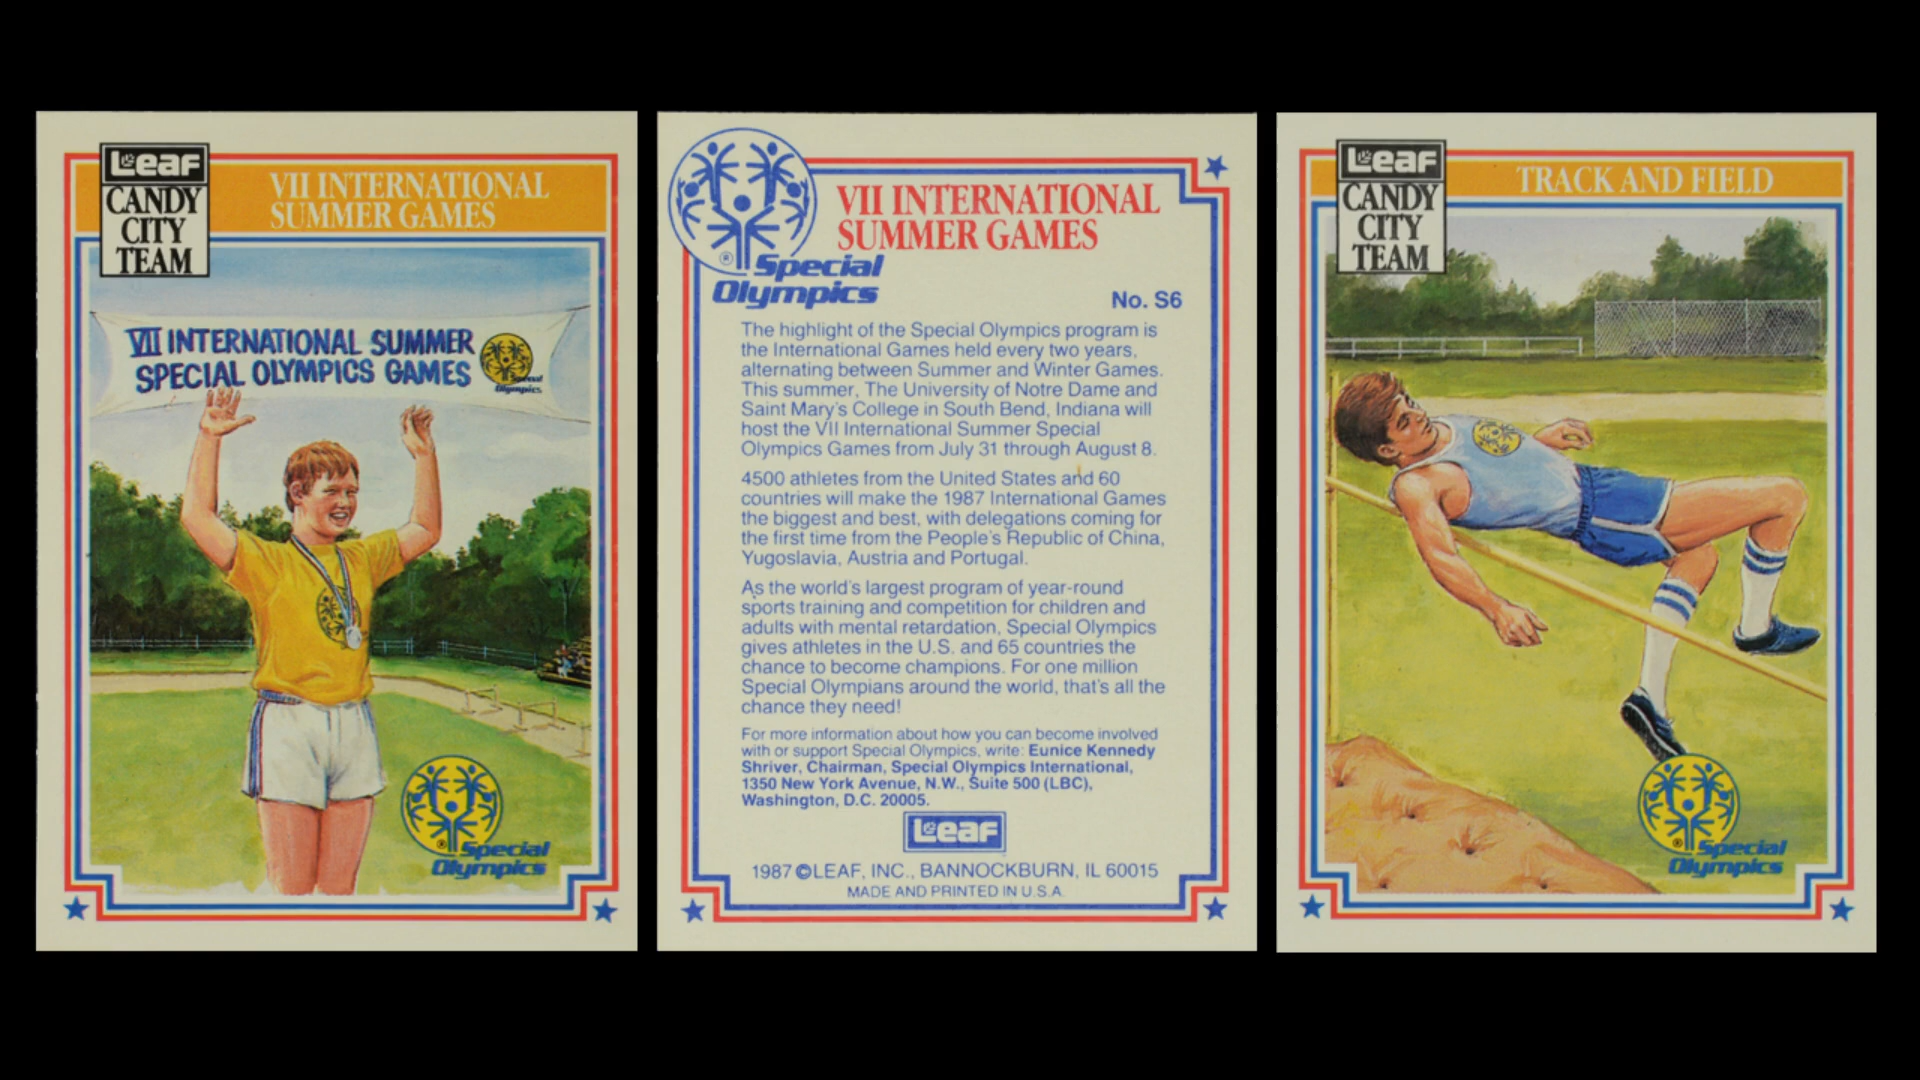 Leaf
CANDY
CITY
TEAM
VII INTERNATIONAL
SUMMER GAMES
VII INTERNATIONAL SUMMER
SPECIAL OLYMPICS GAMES
Special
Olympics
®
Special
Olympics
VII INTERNATIONAL
SUMMER GAMES
®
Special
Olympics
No. S6
The highlight of the Special Olympics program is
the International Games held every two years,
alternating between Summer and Winter Games.
This summer, The University of Notre Dame and
Saint Mary's College in South Bend, Indiana will
host the VII International Summer Special
Olympics Games from July 31 through August 8.
4500 athletes from the United States and 60
countries will make the 1987 International Games
the biggest and best, with delegations coming for
the first time from the People's Republic of China,
Yugoslavia, Austria and Portugal.
As the world's largest program of year-round
sports training and competition for children and
adults with mental retardation, Special Olympics
gives athletes in the U.S. and 65 countries the
chance to become champions. For one million
Special Olympians around the world, that's all the
chance they need!
For more information about how you can become involved
with or support Special Olympics, write: Eunice Kennedy
Shriver, Chairman, Special Olympics International,
1350 New York Avenue, N.W., Suite 500 (LBC),
Washington, D.C. 20005.
Leaf
1987 ©LEAF, INC., BANNOCKBURN, IL 60015
MADE AND PRINTED IN U.S.A.
Leaf
CANDY
CITY
TEAM
TRACK AND FIELD
®
Special
Olympics